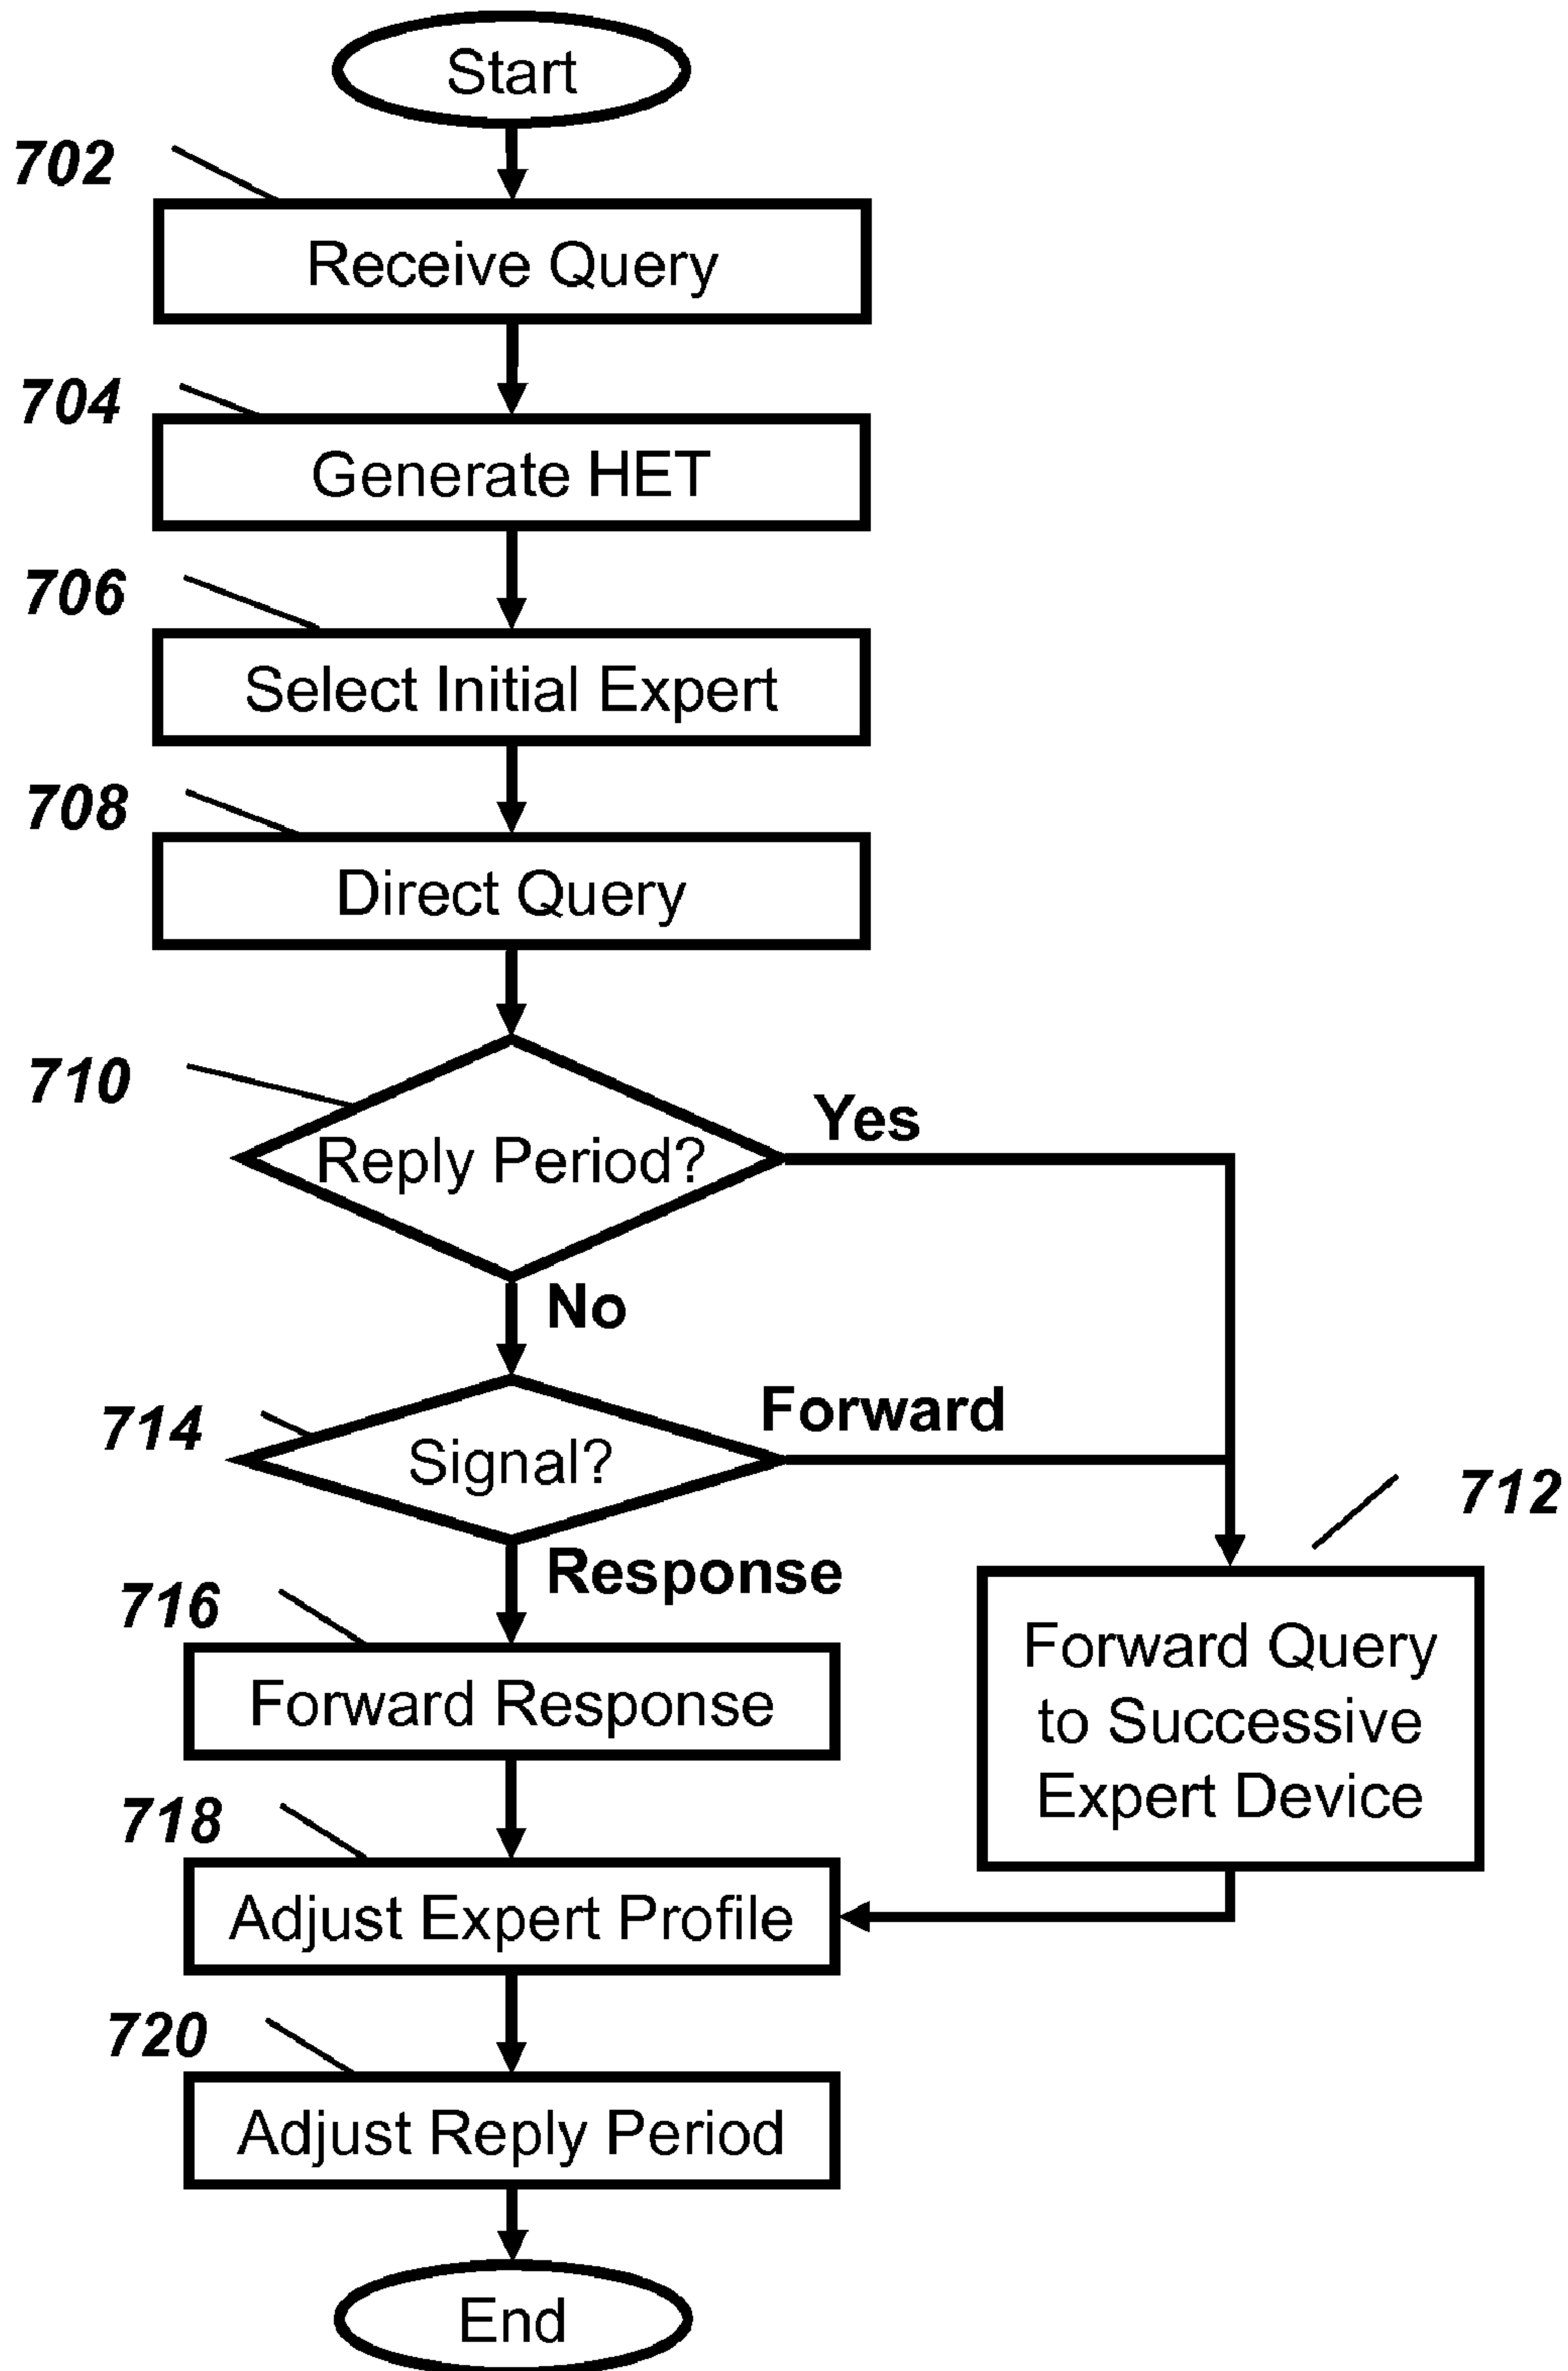 Start
702
Receive Query
704
Generate HET
706
Select Initial Expert
708
Direct Query
710
Reply Period?
Yes
No
714
Signal?
Forward
Response
712
Forward Query
to Successive
Expert Device
716
Forward Response
718
Adjust Expert Profile
720
Adjust Reply Period
End